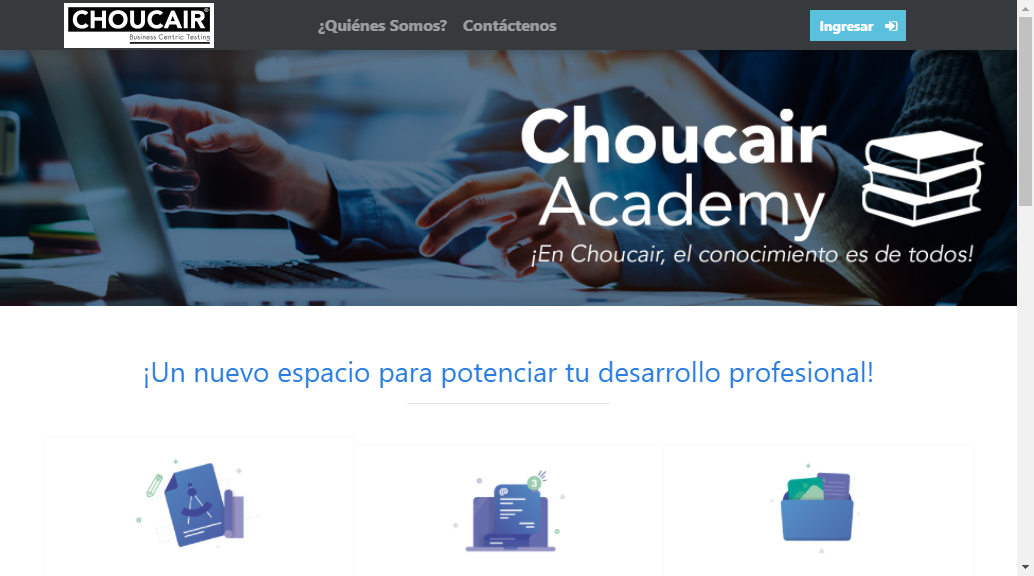 CHOUCAIR®
Business Centric Testing
¿Quiénes Somos? Contáctenos
Ingresar
Choucair
Academy
¡En Choucair, el conocimiento es de todos!
¡Un nuevo espacio para potenciar tu desarrollo profesional!
@
3